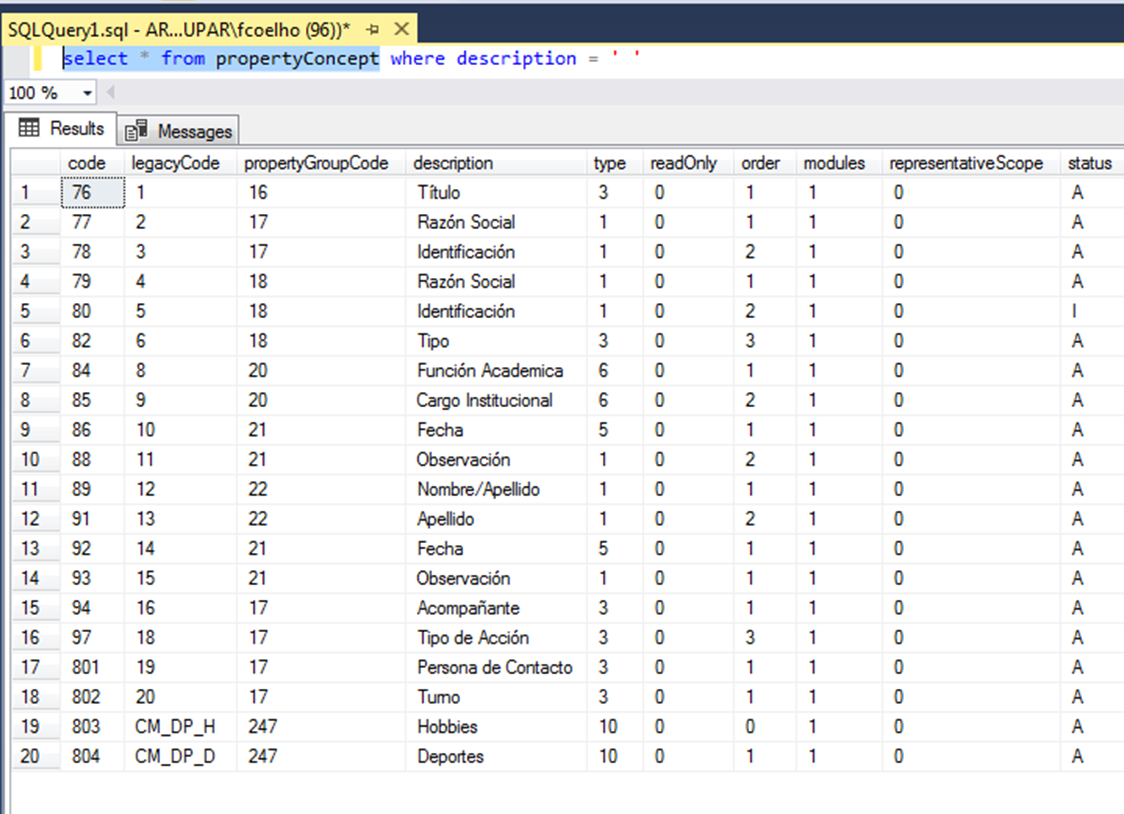 SQLQuery1.sql - AR...UPAR\fcoelho (96))*
select * from propertyConcept where description = ' '
100 %
Results Messages
code legacyCode propertyGroupCode description type readOnly order modules representativeScope status
1 76 1 16 Título 3 0 1 1 0 A
2 77 2 17 Razón Social 1 0 1 1 0 A
3 78 3 17 Identificación 1 0 2 1 0 A
4 79 4 18 Razón Social 1 0 1 1 0 A
5 80 5 18 Identificación 1 0 2 1 0 I
6 82 6 18 Tipo 3 0 3 1 0 A
7 84 8 20 Función Academica 6 0 1 1 0 A
8 85 9 20 Cargo Institucional 6 0 2 1 0 A
9 86 10 21 Fecha 5 0 1 1 0 A
10 88 11 21 Observación 1 0 2 1 0 A
11 89 12 22 Nombre/Apellido 1 0 1 1 0 A
12 91 13 22 Apellido 1 0 2 1 0 A
13 92 14 21 Fecha 5 0 1 1 0 A
14 93 15 21 Observación 1 0 1 1 0 A
15 94 16 17 Acompañante 3 0 1 1 0 A
16 97 18 17 Tipo de Acción 3 0 3 1 0 A
17 801 19 17 Persona de Contacto 3 0 1 1 0 A
18 802 20 17 Turno 3 0 1 1 0 A
19 803 CM_DP_H 247 Hobbies 10 0 0 1 0 A
20 804 CM_DP_D 247 Deportes 10 0 1 1 0 A